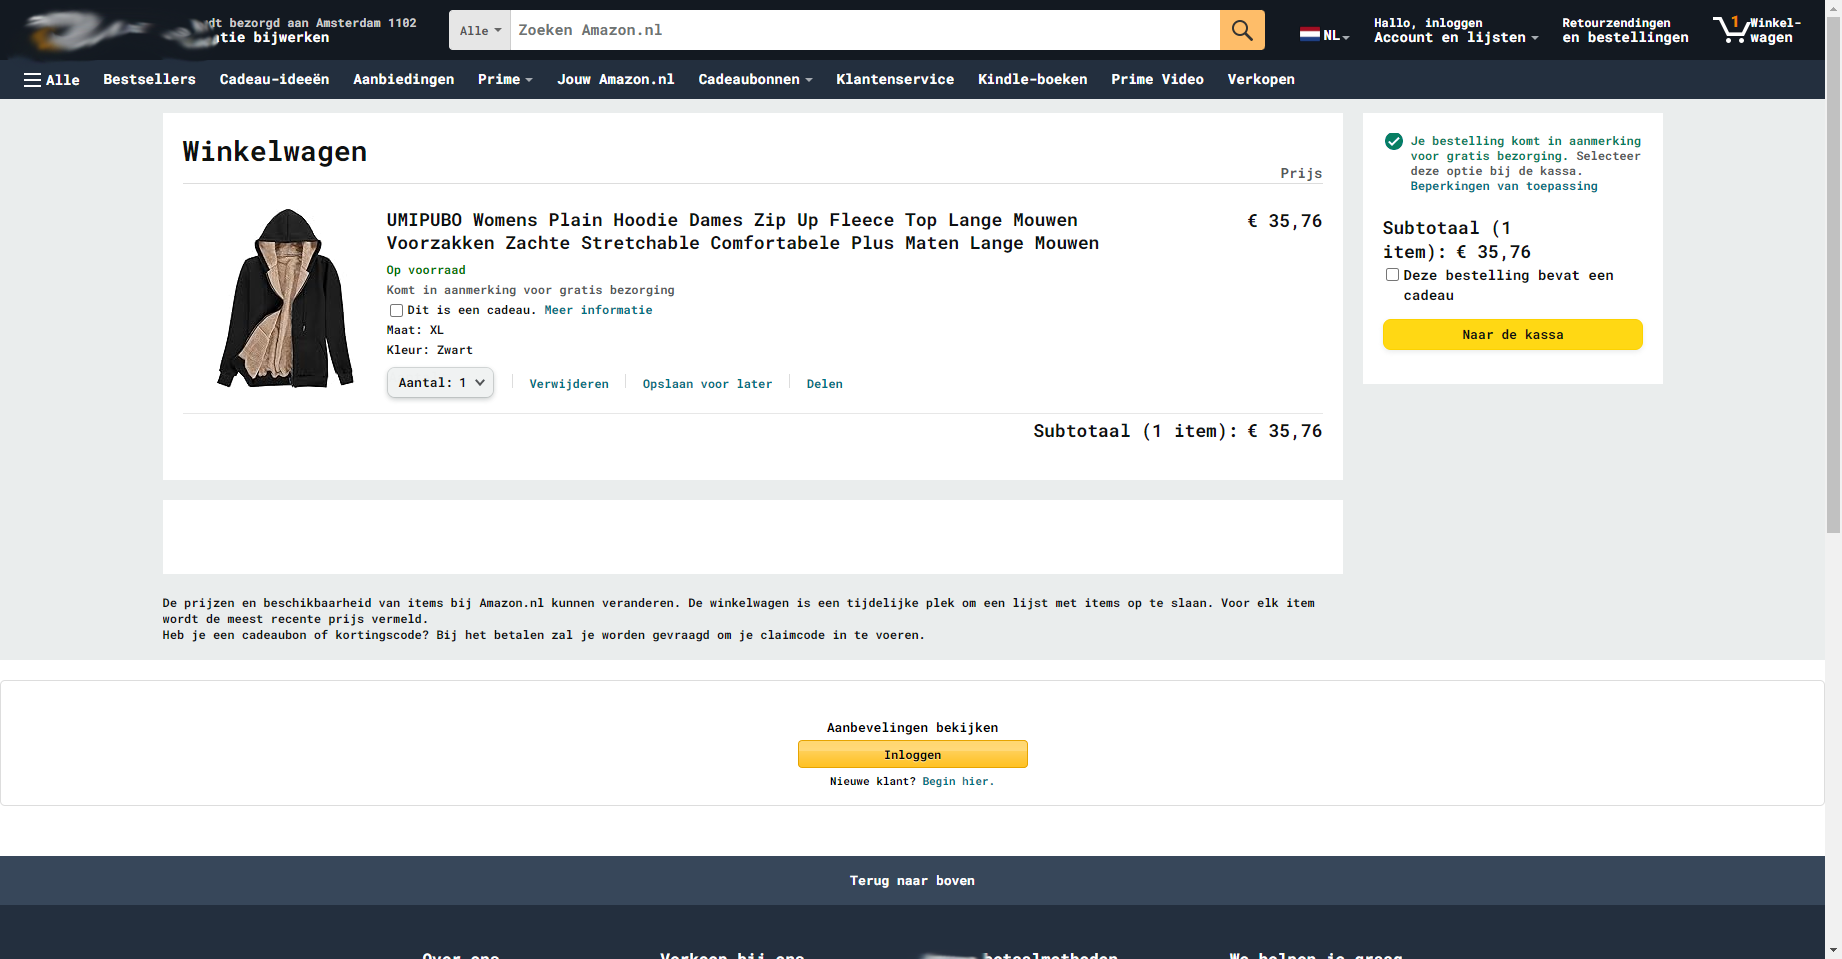 bezorgd aan Amsterdam 1102
bijwerken
Alle
Zoeken Amazon.nl
NL
Hallo, inloggen
Account en lijsten
Retourzendingen
en bestellingen
1
Winkel-
wagen
Alle Bestsellers Cadeau-ideeën Aanbiedingen Prime Jouw Amazon.nl Cadeaubonnen Klantenservice Kindle-boeken Prime Video Verkopen
Winkelwagen
Prijs
UMIPUBO Womens Plain Hoodie Dames Zip Up Fleece Top Lange Mouwen
Voorzakken Zachte Stretchable Comfortabele Plus Maten Lange Mouwen
€ 35,76
Op voorraad
Komt in aanmerking voor gratis bezorging
Dit is een cadeau. Meer informatie
Maat: XL
Kleur: Zwart
Aantal: 1 Verwijderen Opslaan voor later Delen
Subtotaal (1 item): € 35,76
Je bestelling komt in aanmerking
voor gratis bezorging. Selecteer
deze optie bij de kassa.
Beperkingen van toepassing
Subtotaal (1
item): € 35,76
Deze bestelling bevat een
cadeau
Naar de kassa
De prijzen en beschikbaarheid van items bij Amazon.nl kunnen veranderen. De winkelwagen is een tijdelijke plek om een lijst met items op te slaan. Voor elk item
wordt de meest recente prijs vermeld.
Heb je een cadeaubon of kortingscode? Bij het betalen zal je worden gevraagd om je claimcode in te voeren.
Aanbevelingen bekijken
Inloggen
Nieuwe klant? Begin hier.
Terug naar boven
Over ons Verkoop bij ons betaalmethoden We helpen je graag